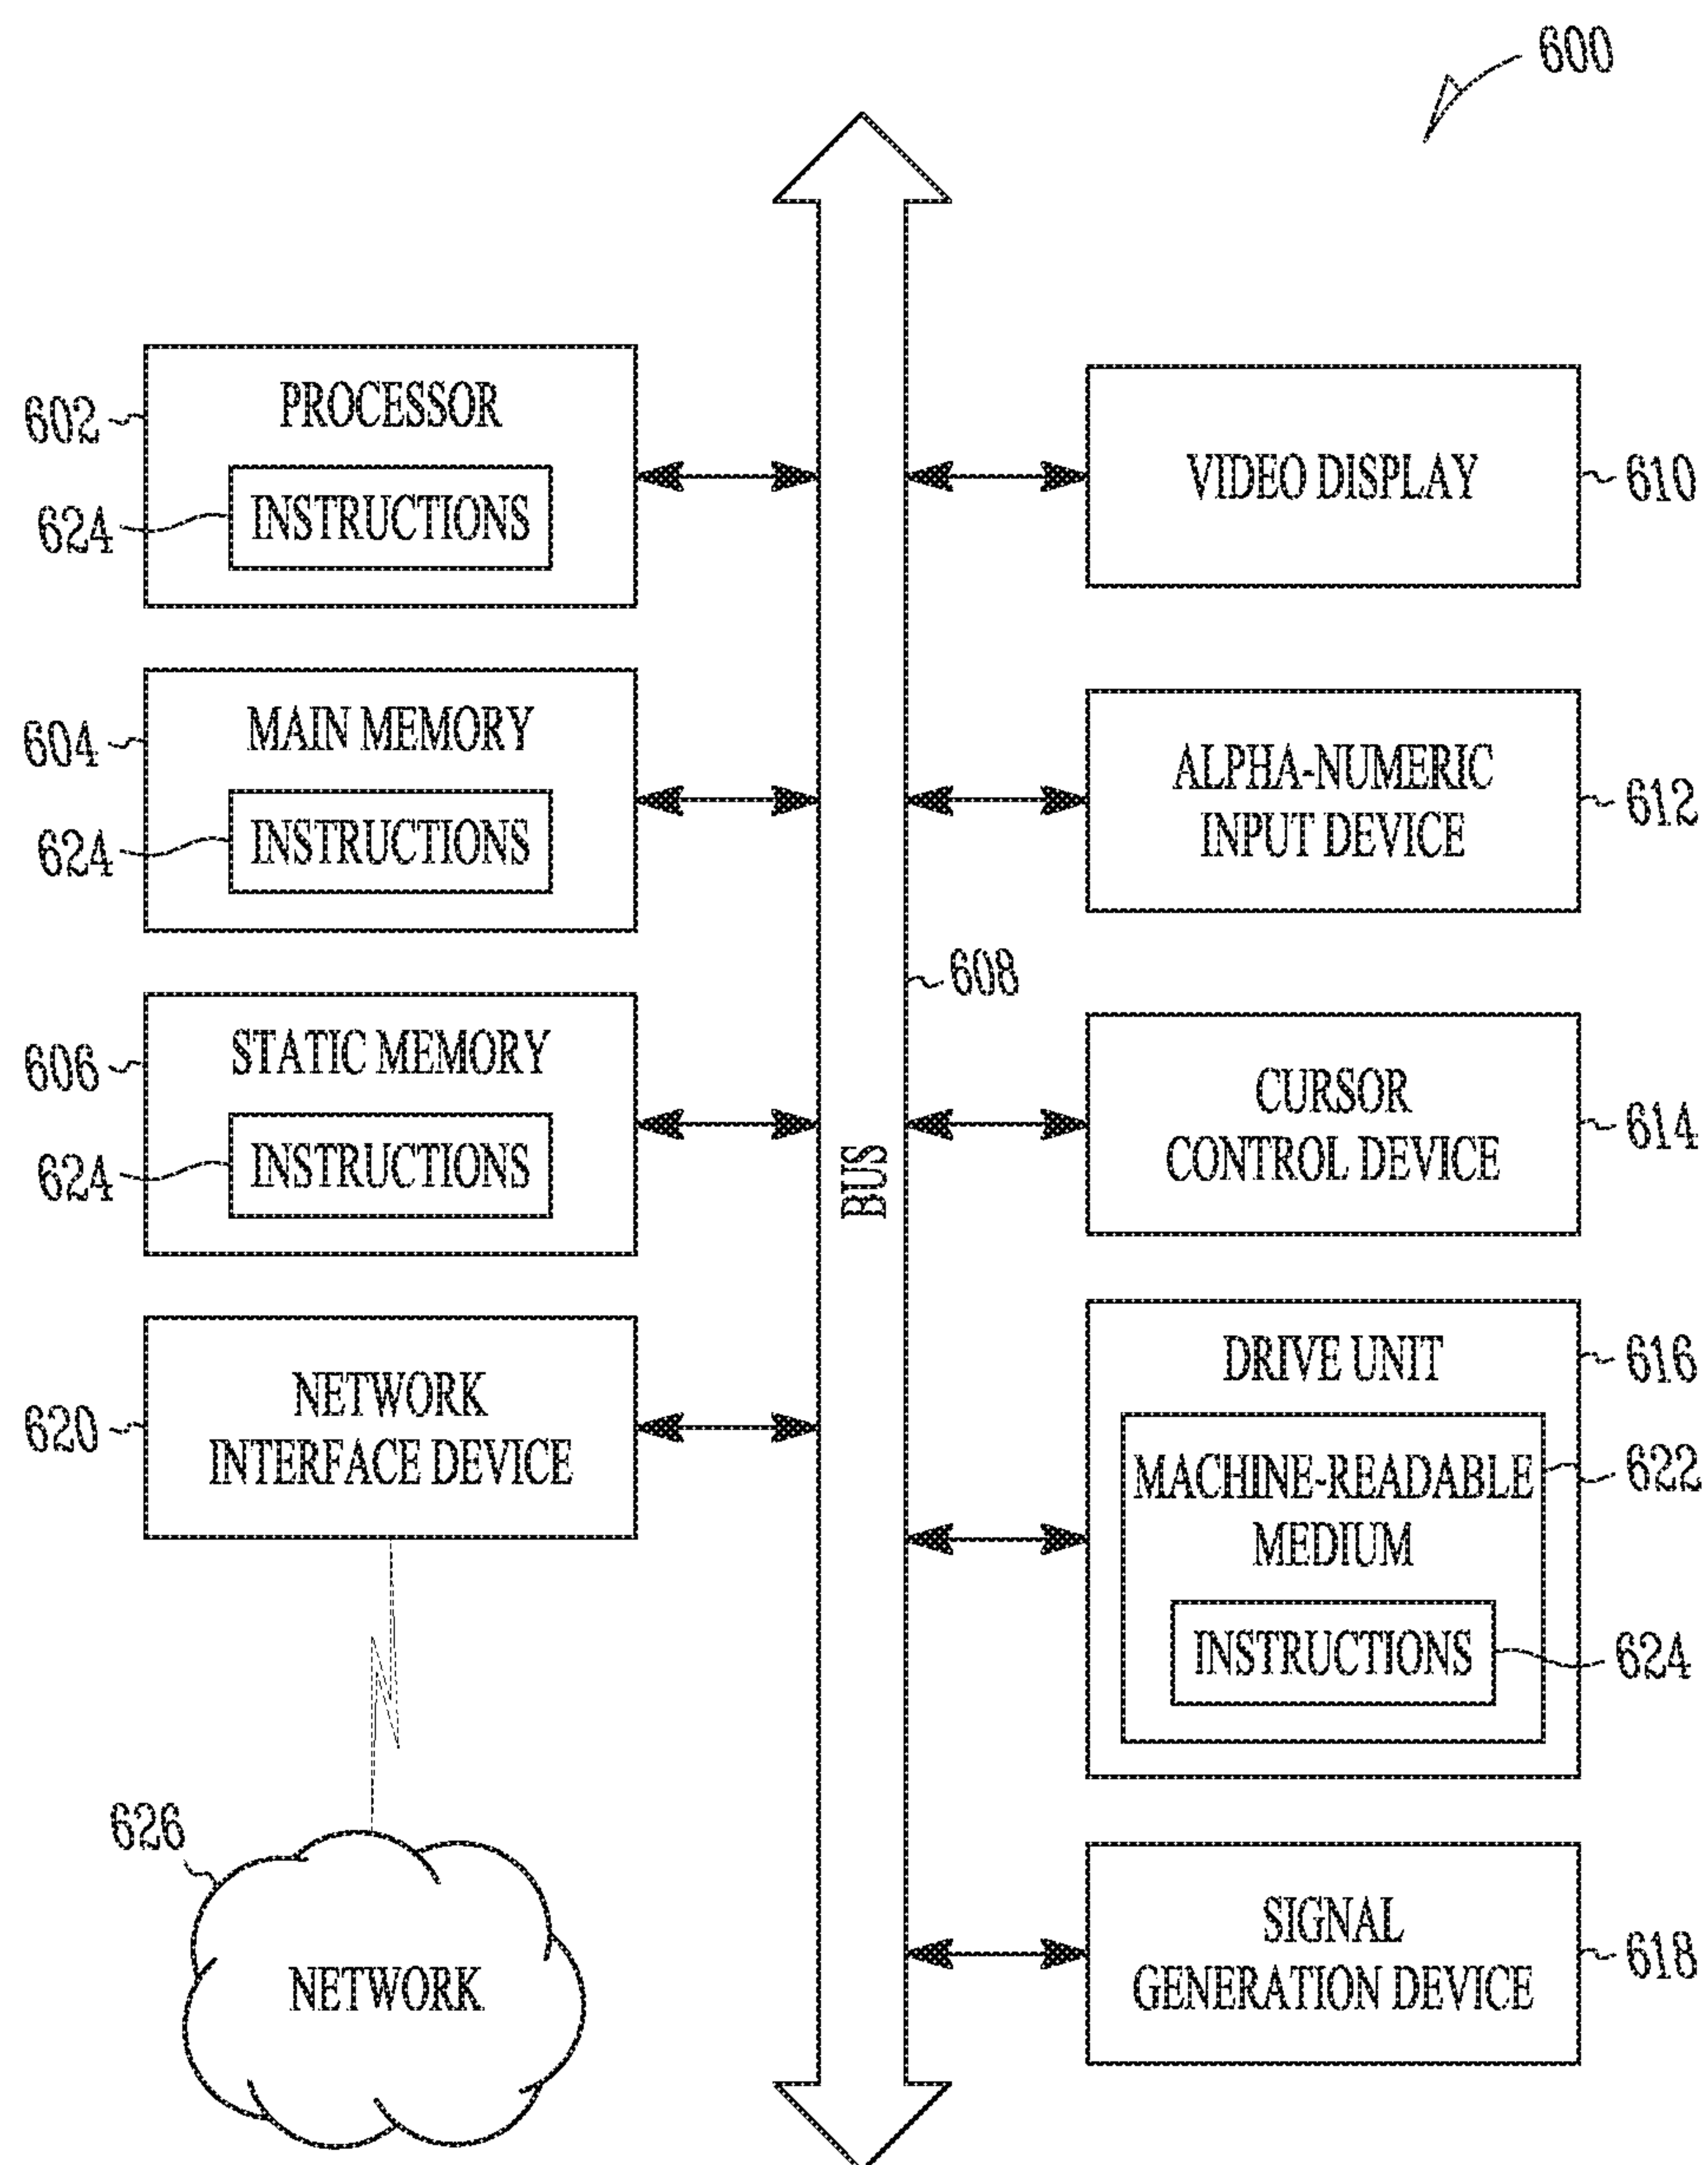 600
602
PROCESSOR
624
INSTRUCTIONS
604
MAIN MEMORY
624
INSTRUCTIONS
606
STATIC MEMORY
624
INSTRUCTIONS
620
NETWORK
INTERFACE DEVICE
626
NETWORK
BUS
608
VIDEO DISPLAY
610
ALPHA-NUMERIC
INPUT DEVICE
612
CURSOR
CONTROL DEVICE
614
DRIVE UNIT
616
MACHINE-READABLE
MEDIUM
622
INSTRUCTIONS
624
SIGNAL
GENERATION DEVICE
618